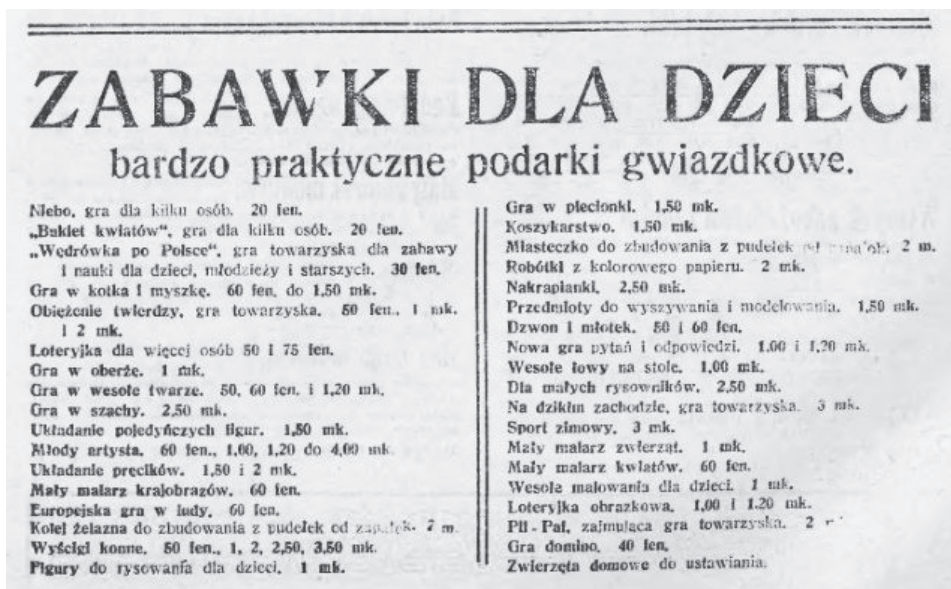 ZABAWKI DLA DZIECI
bardzo praktyczne podarki gwiazdkowe.
Niebo, gra dla kilku osób. 20 fen.
„Bukiet kwiatów“, gra dla kilku osób. 20 fen.
„Wędrówka po Polsce“, gra towarzyska dla zabawy
i nauki dla dzieci, młodzieży i starszych. 30 fen.
Gra w kotka i myszkę. 60 fen. do 1,50 mk.
Oblężenie twierdzy, gra towarzyska. 50 fen., 1 mk.
i 2 mk.
Loteryjka dla więcej osób 50 i 75 fen.
Gra w oberżę. 1 mk.
Gra w wesołe twarze. 50, 60 fen. i 1,20 mk.
Gra w szachy. 2,50 mk.
Układanie pojedyńczych figur. 1,50 mk.
Młody artysta. 60 fen., 1,00, 1,20 do 4,00 mk.
Układanie pręcików. 1,50 i 2 mk.
Mały malarz krajobrazów. 60 fen.
Europejska gra w ludy. 60 fen.
Kolej żelazna do zbudowania z pudełek od zapałek. m.
Wyścigi konne. 50 fen., 1, 2, 2,50, 3,50 mk.
Figury do rysowania dla dzieci. 1 mk.
Gra w plecionki. 1,50 mk.
Koszykarstwo. 1,50 mk.
Miasteczko do zbudowania z pudełek od 2 m.
Robótki z kolorowego papieru. 2 mk.
Nakrapianki. 2,50 mk.
Przedmioty do wyszywania i modelowania. 1,50 mk.
Dzwon i młotek. 50 i 60 fen.
Nowa gra pytań i odpowiedzi. 1.00 i 1,20 mk.
Wesołe łowy na stole. 1,00 mk.
Dla małych rysowników. 2,50 mk.
Na dzikim zachodzie, gra towarzyska. 3 mk.
Sport zimowy. 3 mk.
Mały malarz zwierząt. 1 mk.
Mały malarz kwiatów. 60 fen.
Wesołe malowania dla dzieci. 1 mk.
Loteryjka obrazkowa. 1,00 i 1.20 mk.
Pif-Paf, zajmująca gra towarzyska. 2
Gra domino. 40 fen.
Zwierzęta domowe do ustawiania.